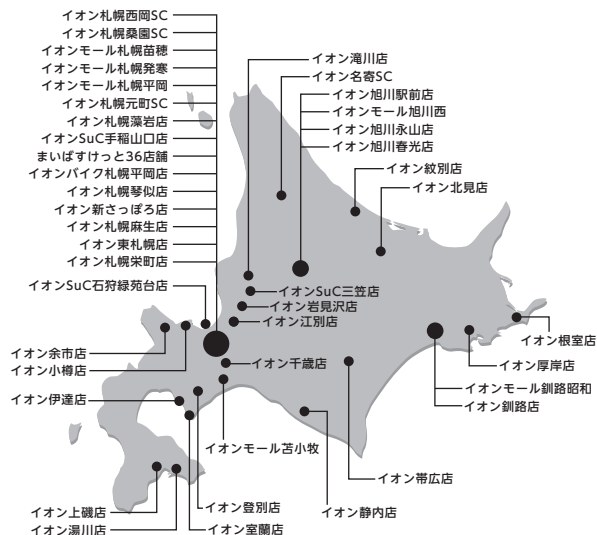 イオン札幌西岡SC
イオン札幌桑園SC
イオンモール札幌苗穂
イオンモール札幌発寒
イオンモール札幌平岡
イオン札幌元町SC
イオン札幌藻岩店
イオンSuC手稲山口店
まいばすけっと36店舗
イオンバイク札幌平岡店
イオン札幌琴似店
イオン新さっぽろ店
イオン札幌麻生店
イオン東札幌店
イオン札幌栄町店
イオンSuC石狩緑苑台店
イオン余市店
イオン小樽店
イオン伊達店
イオン上磯店
イオン湯川店
イオン滝川店
イオン名寄SC
イオン旭川駅前店
イオンモール旭川西
イオン旭川永山店
イオン旭川春光店
イオン紋別店
イオン北見店
イオンSuC三笠店
イオン岩見沢店
イオン江別店
イオン千歳店
イオンモール苫小牧
イオン登別店
イオン室蘭店
イオン静内店
イオン帯広店
イオン根室店
イオン厚岸店
イオンモール釧路昭和
イオン釧路店